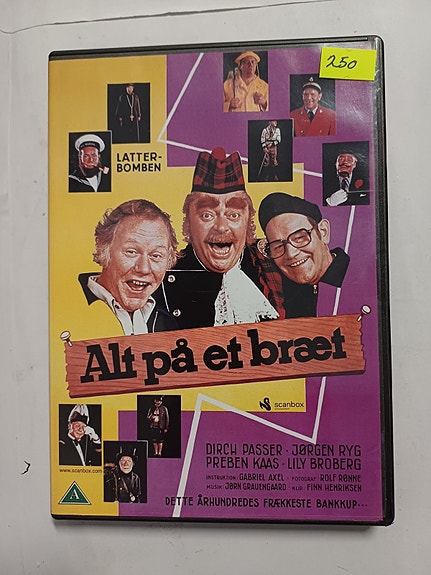 250
LATTER-
BOMBEN
Alt på et bræt
scanbox
DIRCH PASSER · JØRGEN RYG
PREBEN KAAS · LILY BROBERG
INSTRUKTION: GABRIEL AXEL · FOTOGRAF: ROLF RØNNE
MUSIK: JØRN GRAUENGAARD · KLIP: FINN HENRIKSEN
www.scanbox.com
A
DETTE ÅRHUNDREDES FRÆKKESTE BANKKUP...